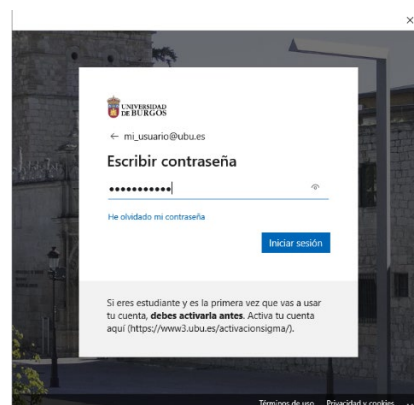 UNIVERSIDAD
DE BURGOS
← mi_usuario@ubu.es
Escribir contraseña
•••••••••••
He olvidado mi contraseña
Iniciar sesión
Si eres estudiante y es la primera vez que vas a usar
tu cuenta, debes activarla antes. Activa tu cuenta
aquí (https://www3.ubu.es/activacionsigma/).
Términos de uso Privacidad y cookies